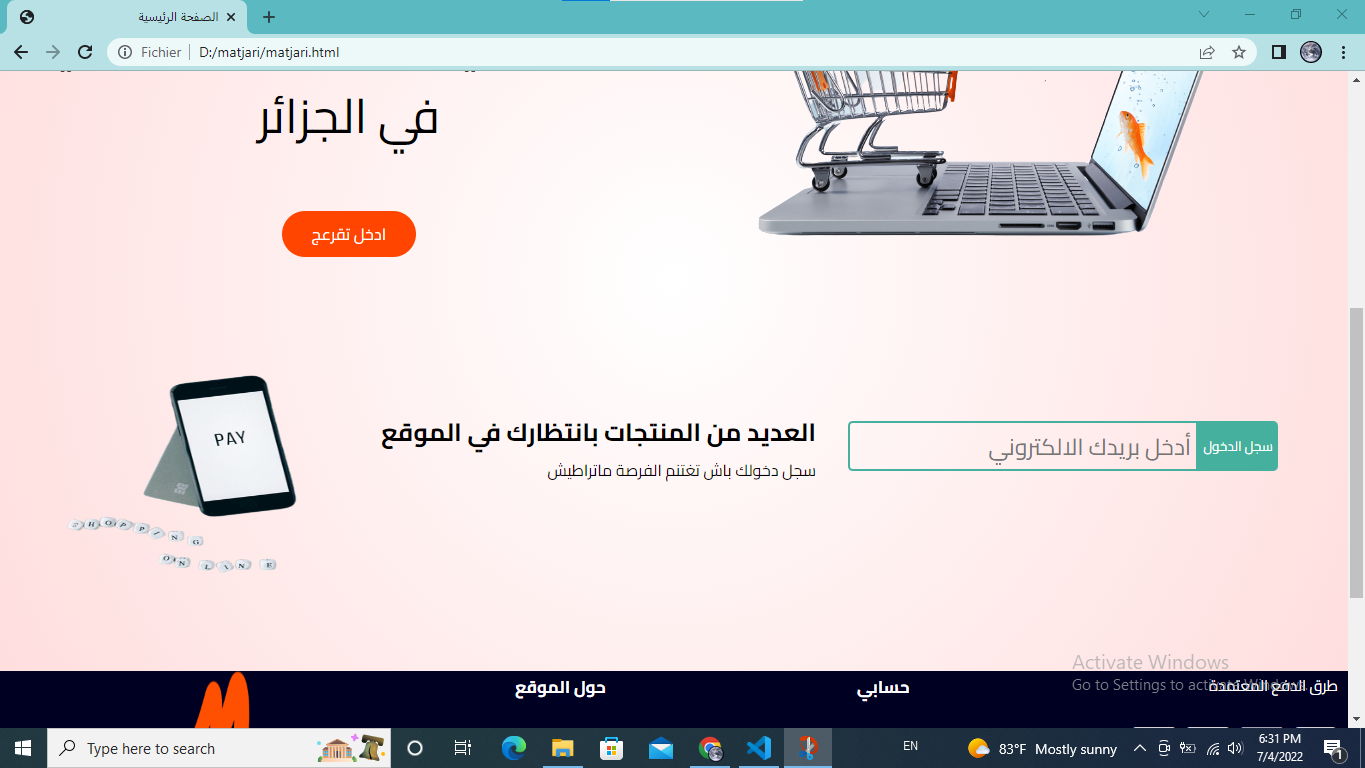 الصفحة الرئيسية
Fichier
D:/matjari/matjari.html
في الجزائر
ادخل تقرعج
PAY
العديد من المنتجات بانتظارك في الموقع
سجل دخولك باش تغتنم الفرصة ماتراطيش
أدخل بريدك الالكتروني
سجل الدخول
SHOPPING
ONLINE
Activate Windows
Go to Settings to activate Windows.
طرق الدفع المعتمدة
حسابي
حول الموقع
Type here to search
EN
83°F Mostly sunny
6:31 PM
7/4/2022
1